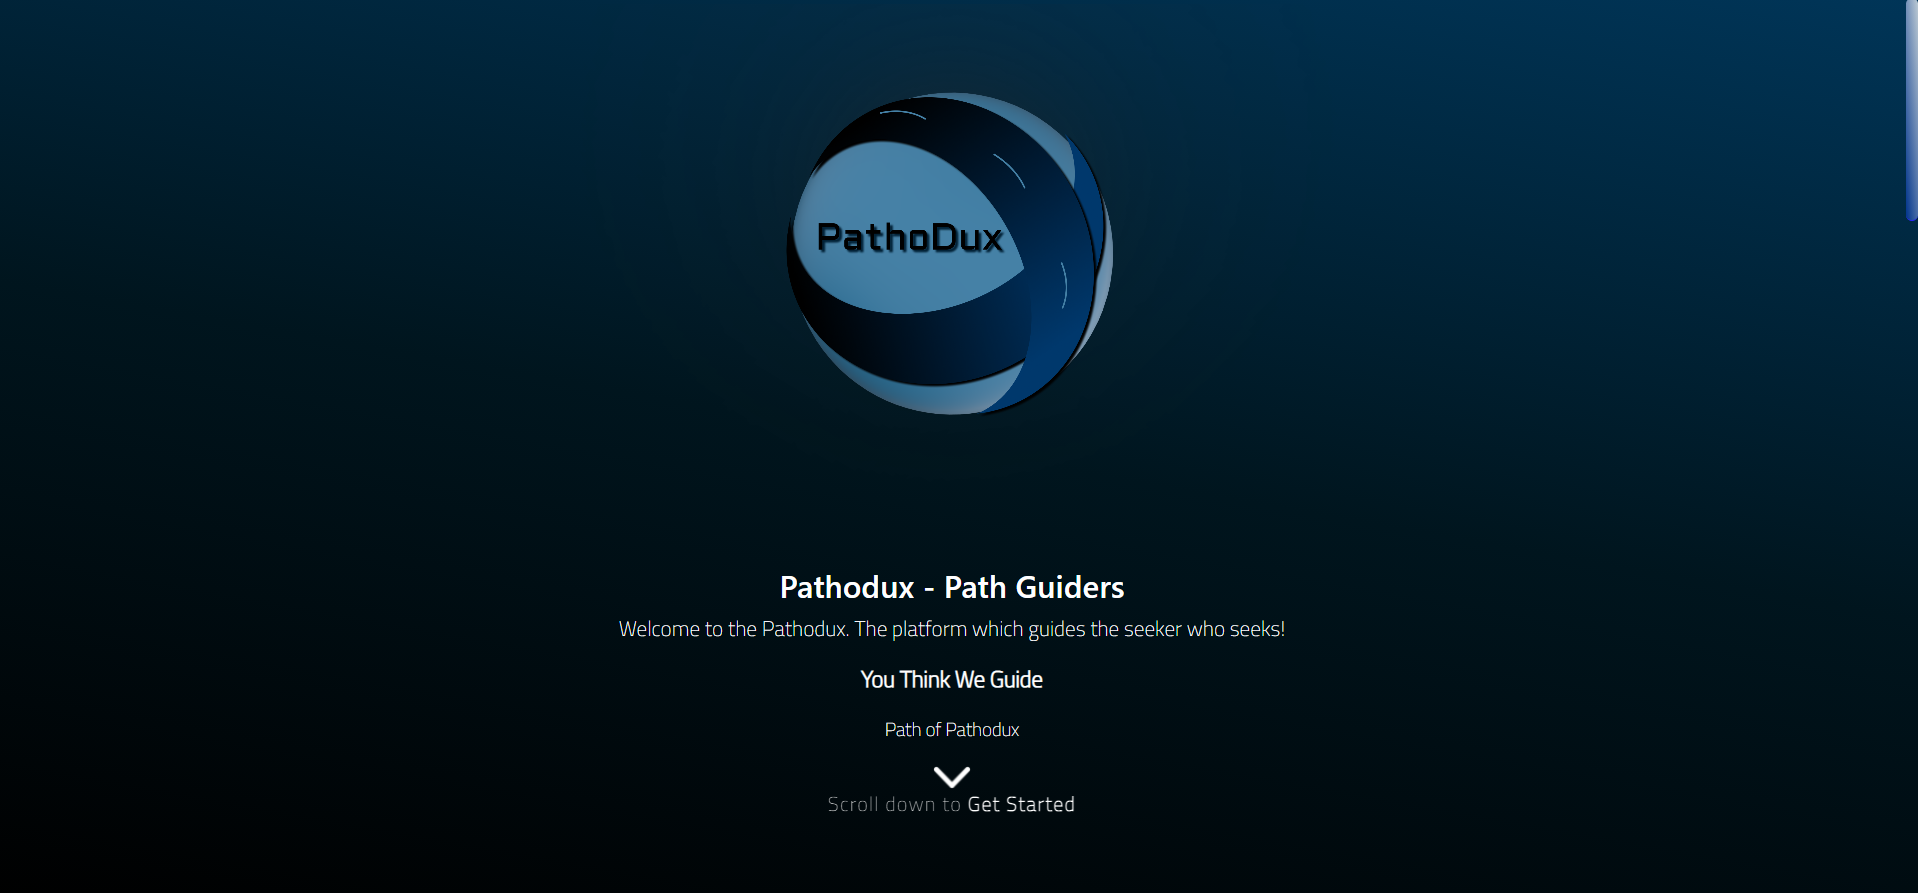 PathoDux
Pathodux - Path Guiders
Welcome to the Pathodux. The platform which guides the seeker who seeks!
You Think We Guide
Path of Pathodux
Scroll down to Get Started